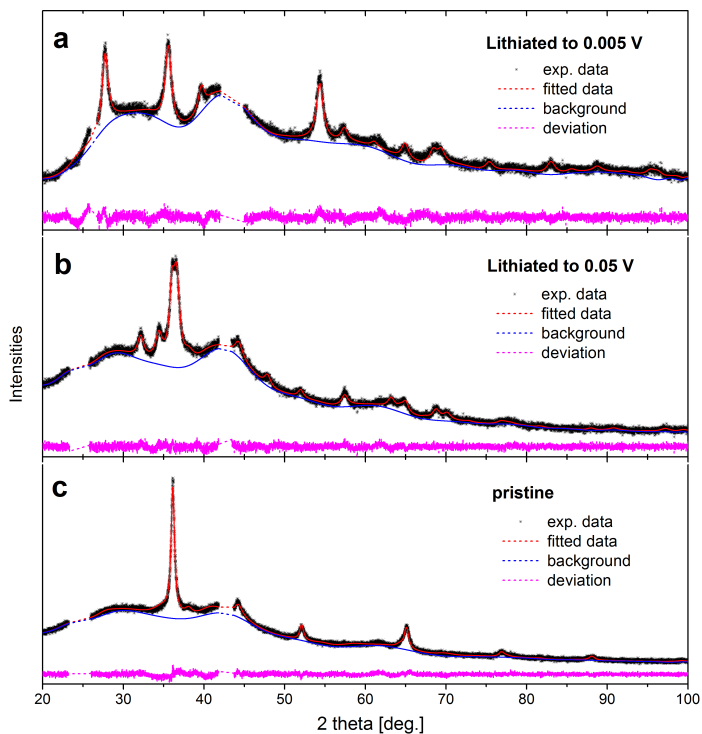 a
Lithiated to 0.005 V
exp. data
fitted data
background
deviation
b
Lithiated to 0.05 V
exp. data
fitted data
background
deviation
Intensities
c
pristine
exp. data
fitted data
background
deviation
20 30 40 50 60 70 80 90 100
2 theta [deg.]